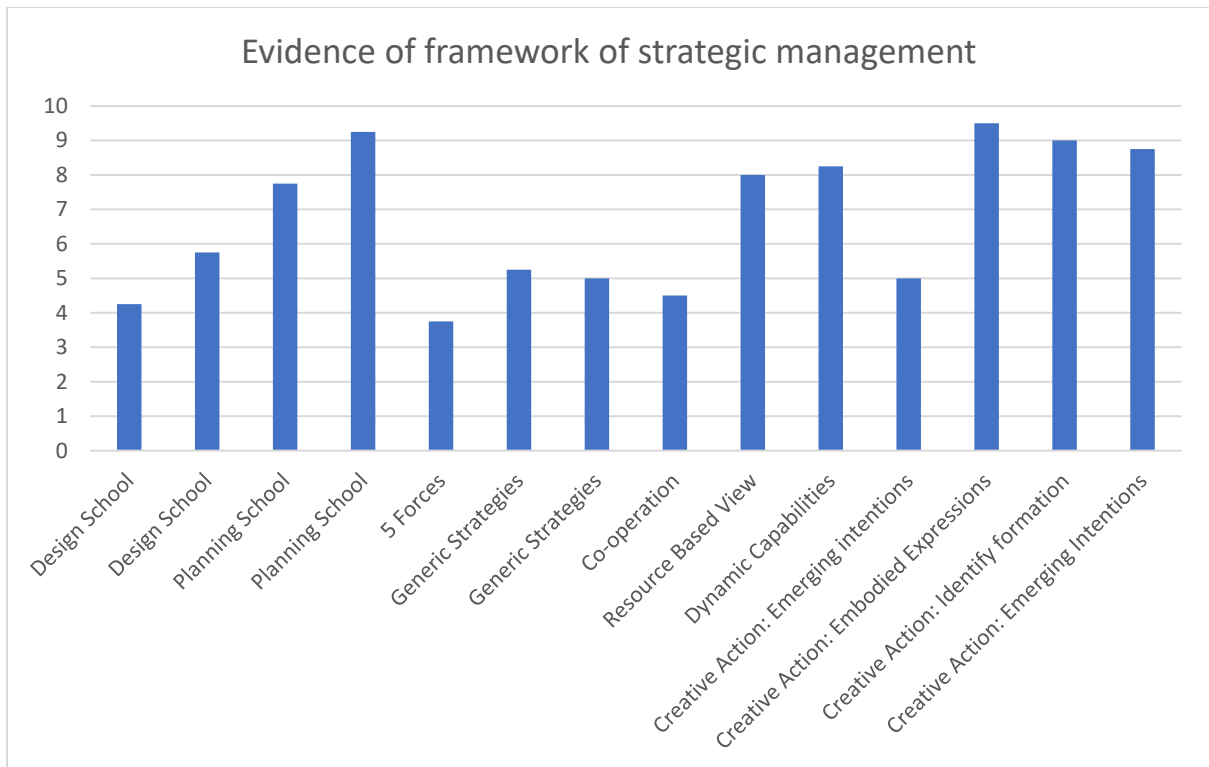 Evidence of framework of strategic management
10
9
8
7
6
5
4
3
2
1
0
Design School
Design School
Planning School
Planning School
5 Forces
Generic Strategies
Generic Strategies
Co-operation
Resource Based View
Dynamic Capabilities
Creative Action: Emerging intentions
Creative Action: Embodied Expressions
Creative Action: Identify formation
Creative Action: Emerging Intentions